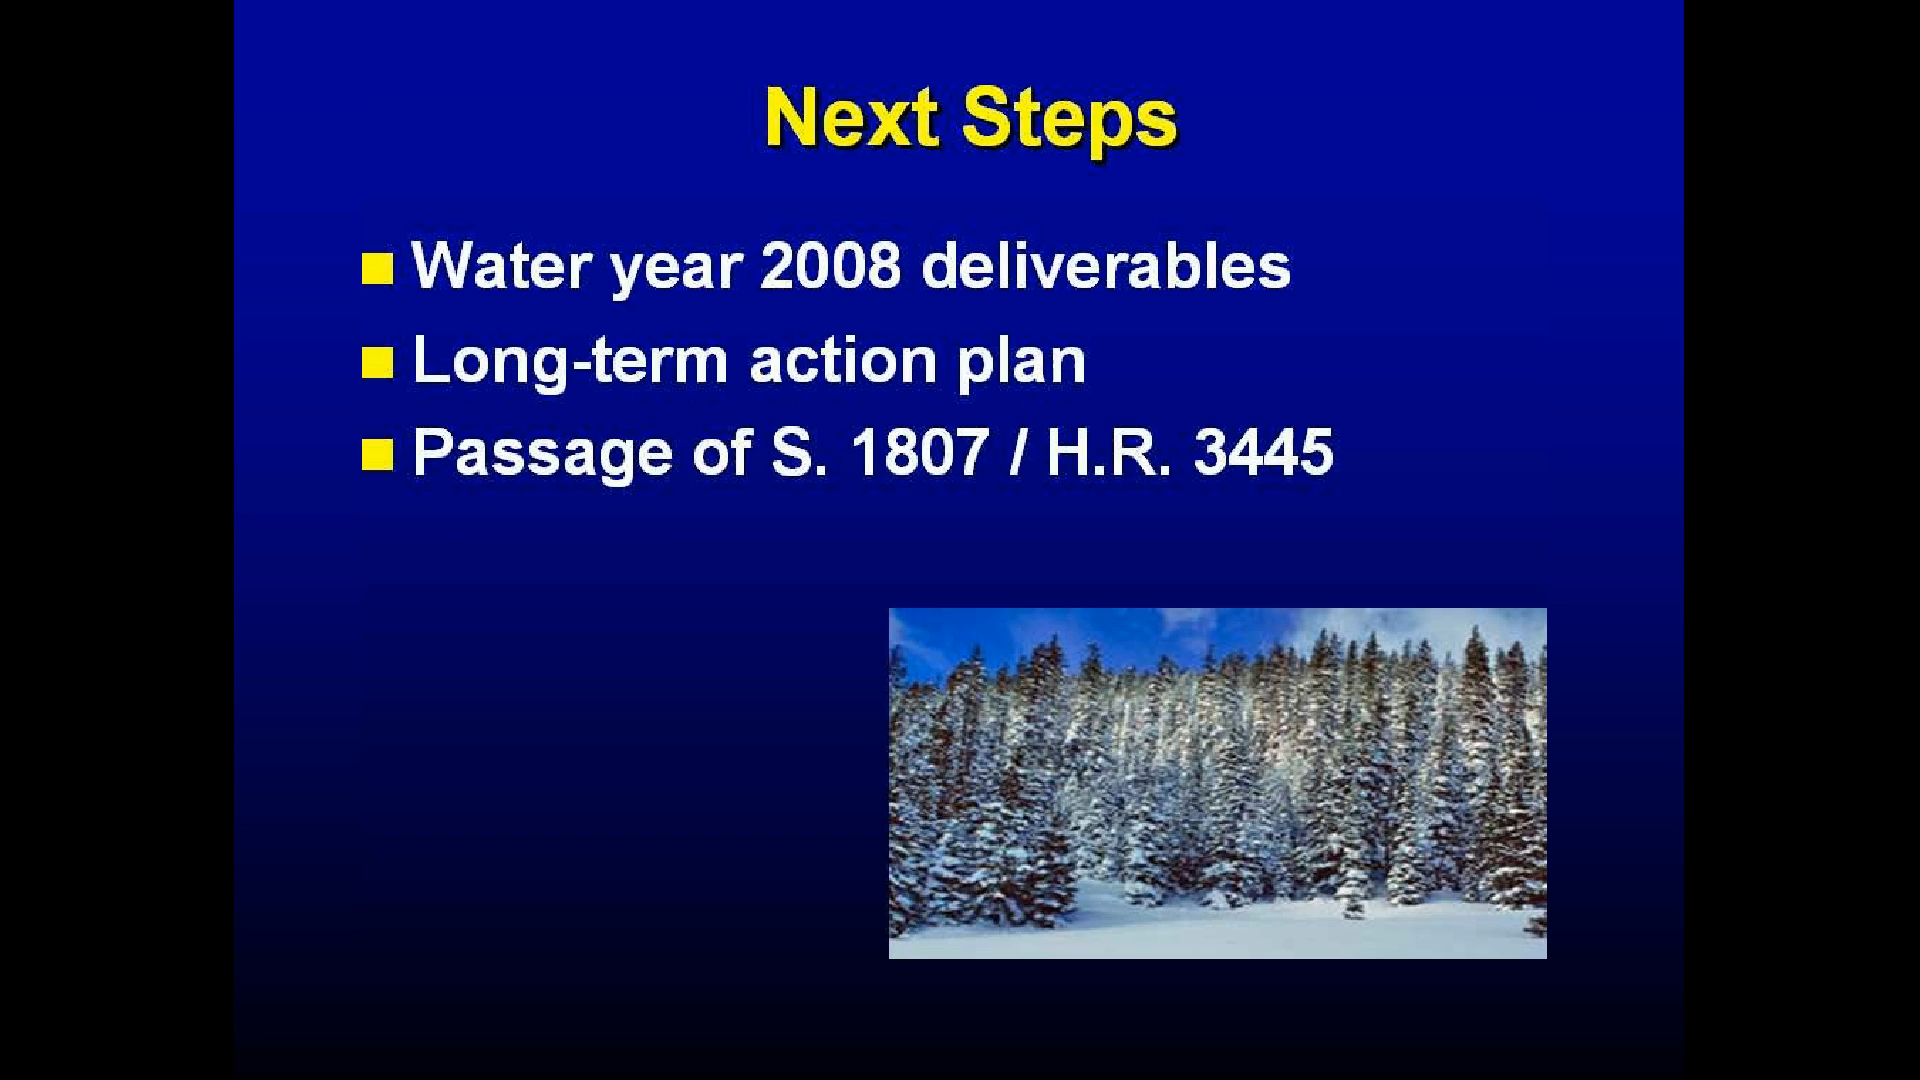 Next Steps
Water year 2008 deliverables
Long-term action plan
Passage of S. 1807 / H.R. 3445